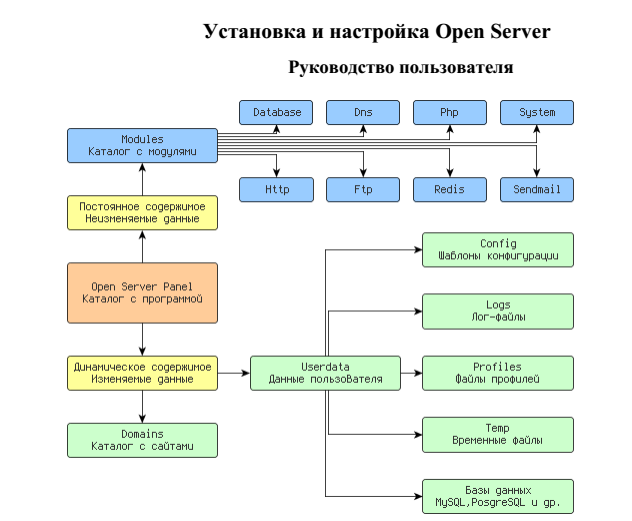 Установка и настройка Open Server
Руководство пользователя
Database
Dns
Php
System
Modules
Каталог с модулями
Http
Ftp
Redis
Sendmail
Постоянное содержимое
Неизменяемые данные
Open Server Panel
Каталог с программой
Config
Шаблоны конфигурации
Logs
Лог-файлы
Динамическое содержимое
Изменяемые данные
Userdata
Данные пользователя
Profiles
Файлы профилей
Domains
Каталог с сайтами
Temp
Временные файлы
Базы данных
MySQL,PosgreSQL и др.